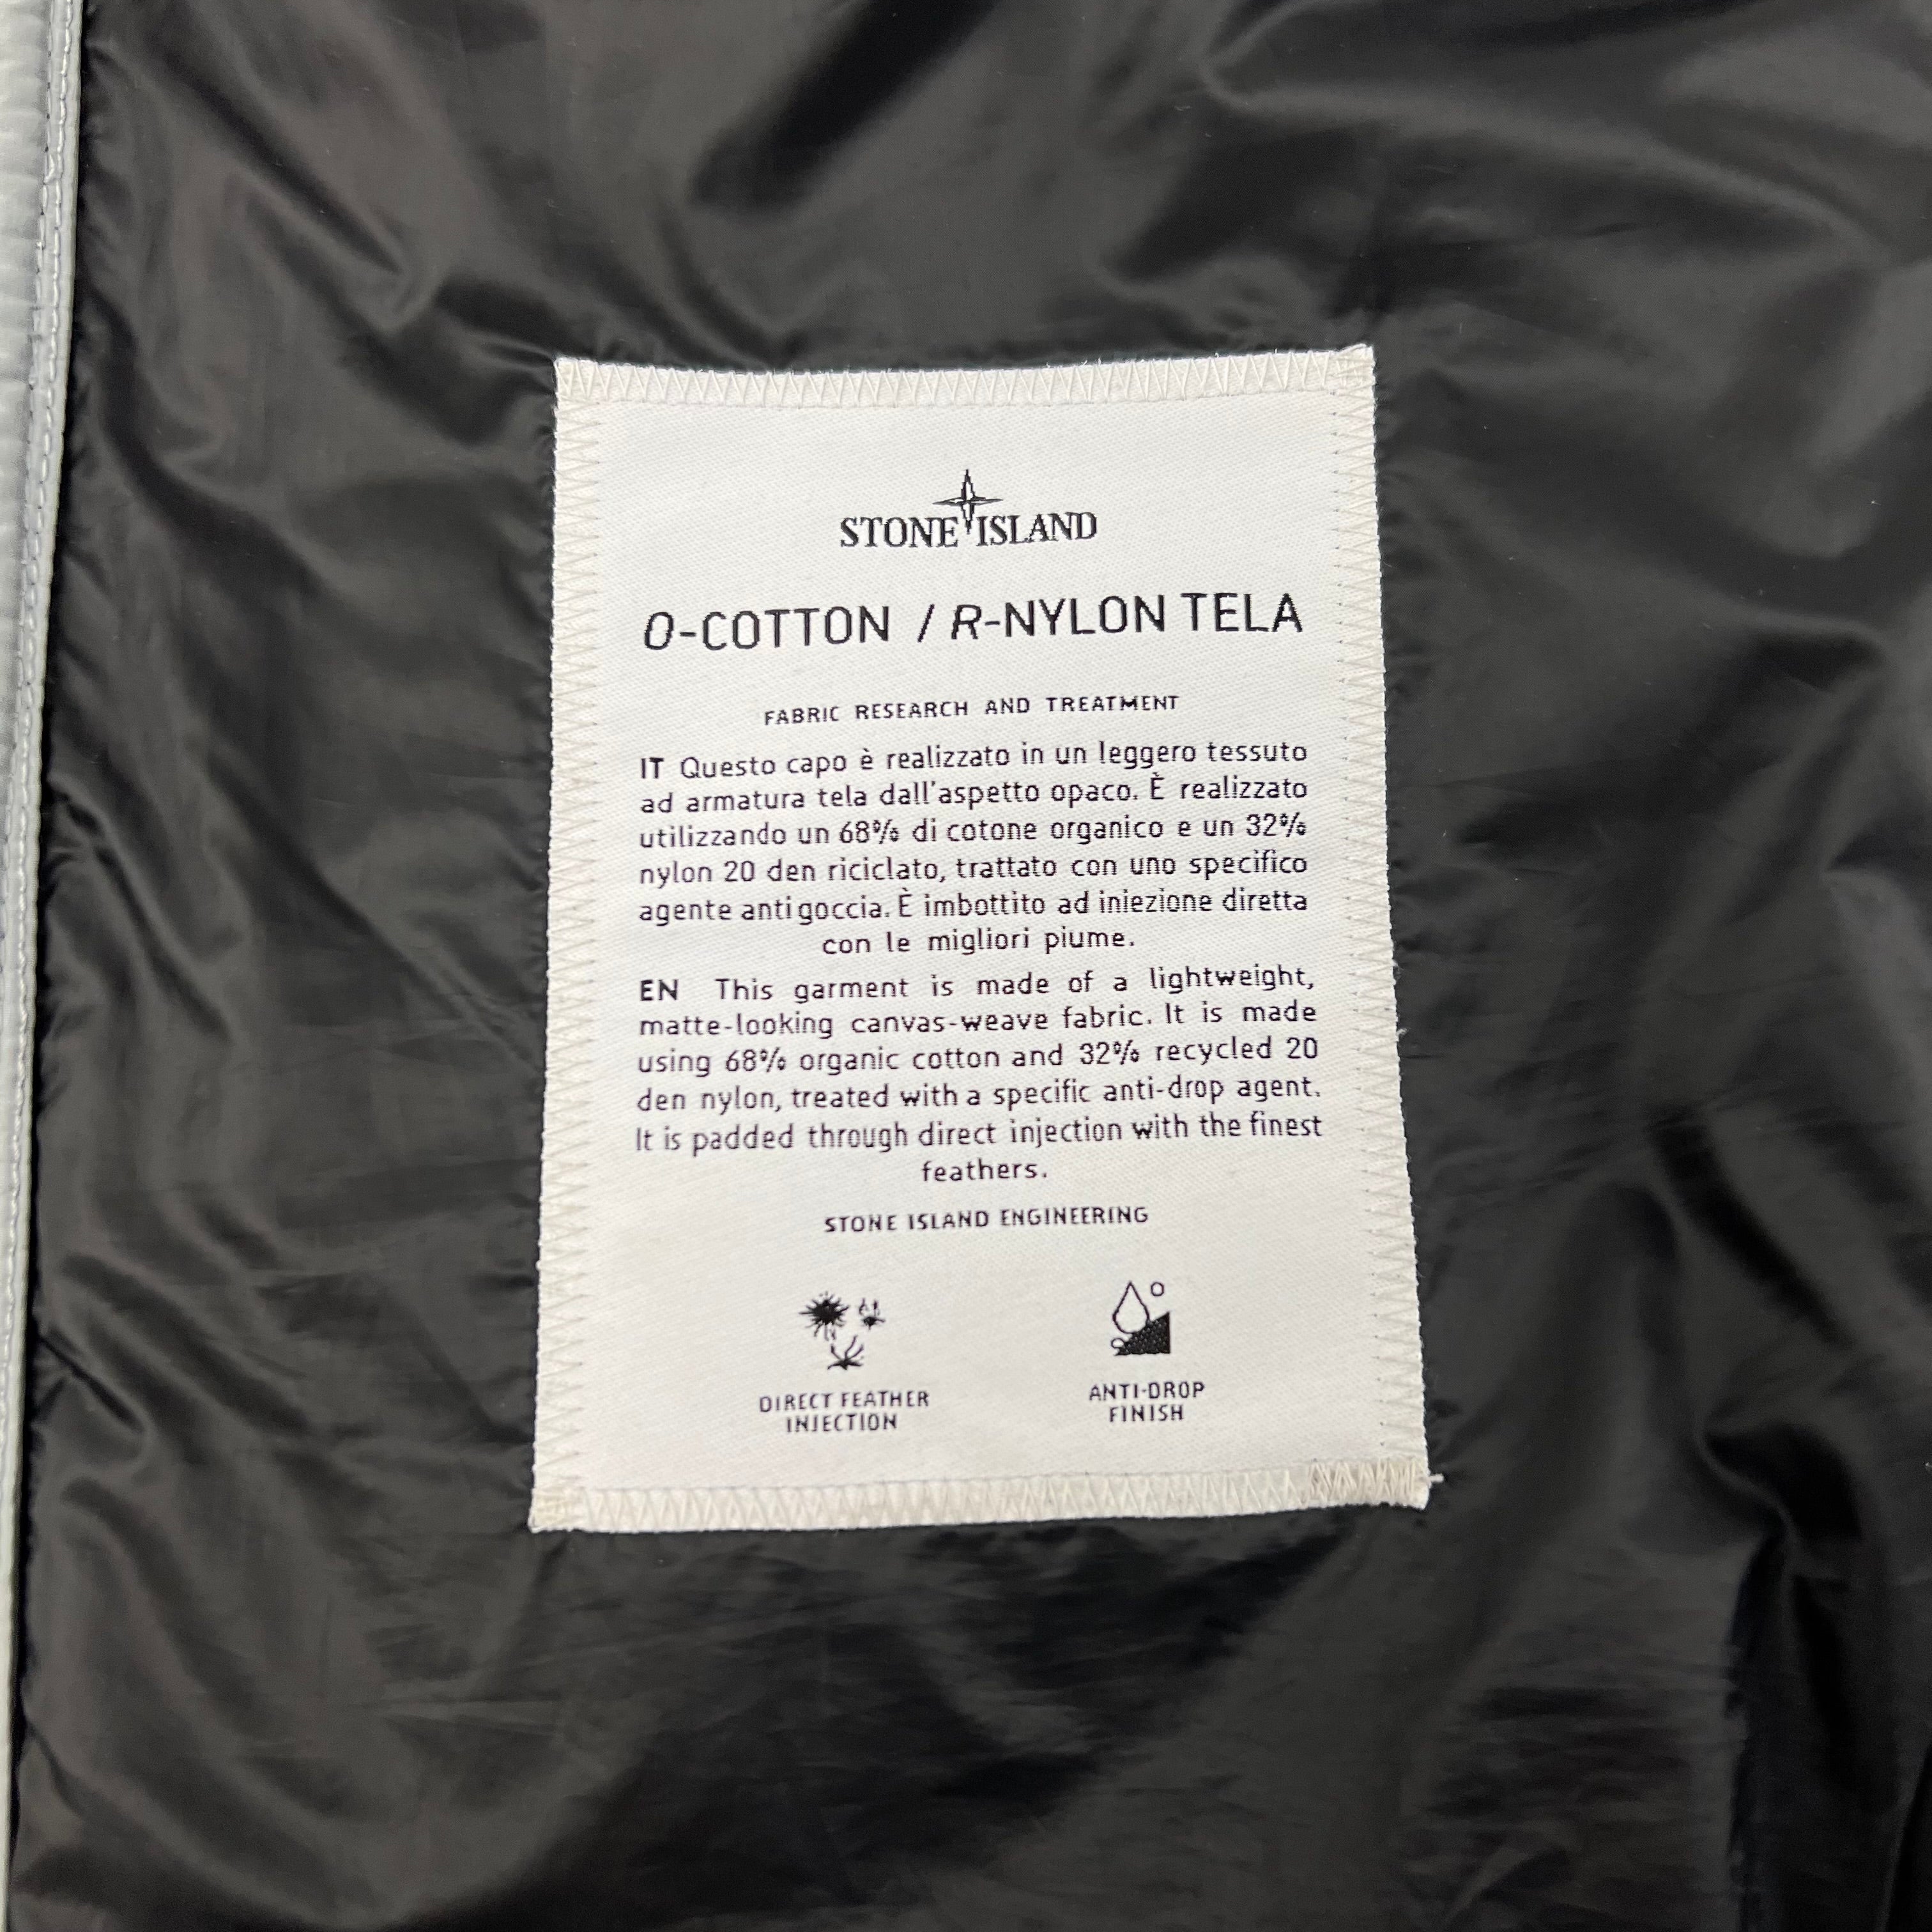 STONE ISLAND
O-COTTON / R-NYLON TELA
FABRIC RESEARCH AND TREATMENT
IT Questo capo è realizzato in un leggero tessuto
ad armatura tela dall'aspetto opaco. È realizzato
utilizzando un 68% di cotone organico e un 32%
nylon 20 den riciclato, trattato con uno specifico
agente antigoccia. È imbottito ad iniezione diretta
con le migliori piume.
EN This garment is made of a lightweight,
matte-looking canvas-weave fabric. It is made
using 68% organic cotton and 32% recycled 20
den nylon, treated with a specific anti-drop agent.
It is padded through direct injection with the finest
feathers.
STONE ISLAND ENGINEERING
DIRECT FEATHER
INJECTION
ANTI-DROP
FINISH